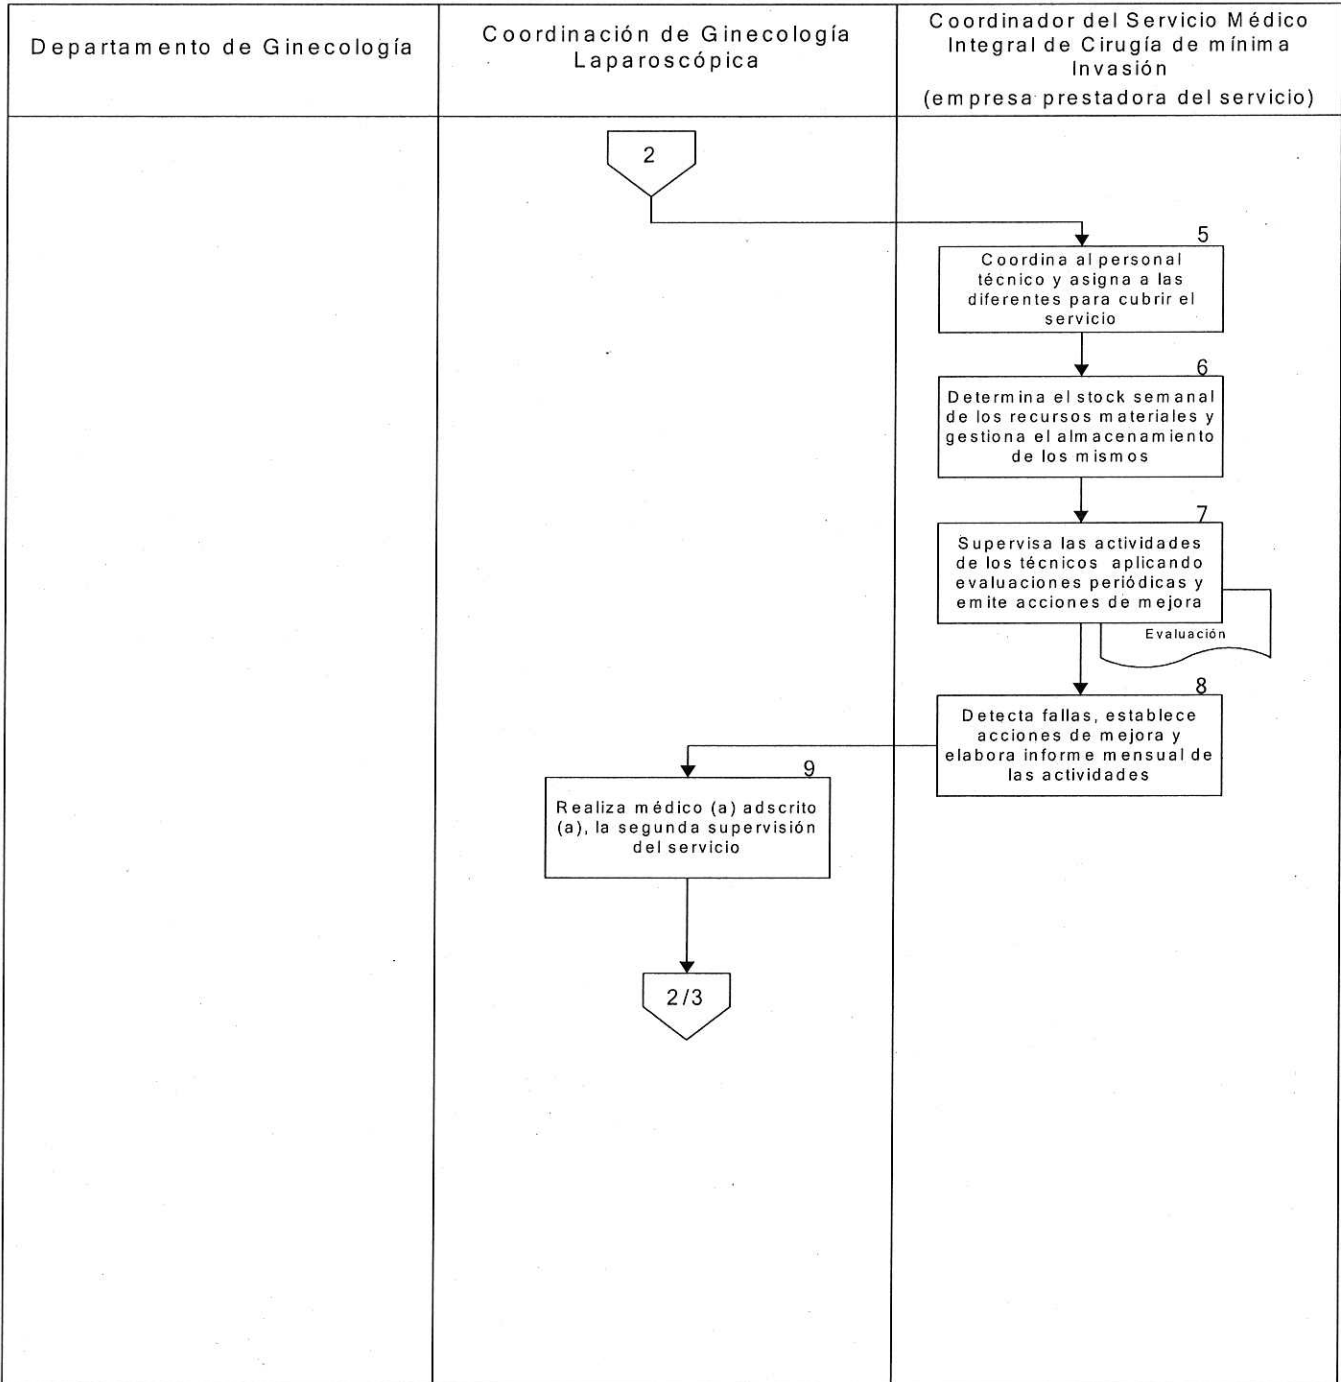 Departamento de Ginecología
Coordinación de Ginecología
Laparoscópica
Coordinador del Servicio Médico
Integral de Cirugía de mínima
Invasión
(empresa prestadora del servicio)
2
5
Coordina al personal
técnico y asigna a las
diferentes para cubrir el
servicio
6
Determina el stock semanal
de los recursos materiales y
gestiona el almacenamiento
de los mismos
7
Supervisa las actividades
de los técnicos aplicando
evaluaciones periódicas y
emite acciones de mejora
Evaluación
8
Detecta fallas, establece
acciones de mejora y
elabora informe mensual de
las actividades
9
Realiza médico (a) adscrito
(a), la segunda supervisión
del servicio
2/3